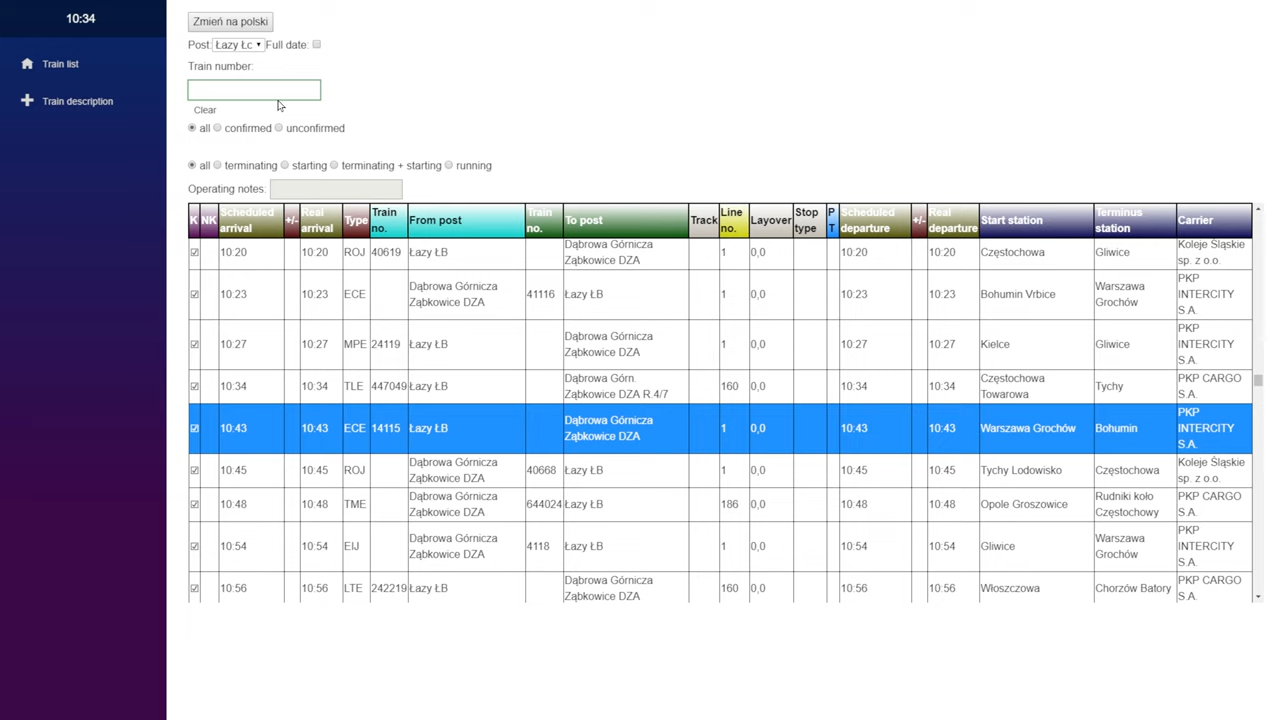 10:34
Train list
Train description
Zmień na polski
Post: Łazy Łc Full date:
Train number:
Clear
all confirmed unconfirmed
all terminating starting terminating + starting running
Operating notes:
K NK Scheduled arrival +/- Real arrival Type Train no. From post Train no. To post Track Line no. Layover Stop type P T Scheduled departure +/- Real departure Start station Terminus station Carrier
10:20 10:20 ROJ 40619 Łazy ŁB Dąbrowa Górnicza Ząbkowice DZA 1 0,0 10:20 10:20 Częstochowa Gliwice Koleje Śląskie sp. z o.o.
10:23 10:23 ECE Dąbrowa Górnicza Ząbkowice DZA 41116 Łazy ŁB 1 0,0 10:23 10:23 Bohumin Vrbice Warszawa Grochów PKP INTERCITY S.A.
10:27 10:27 MPE 24119 Łazy ŁB Dąbrowa Górnicza Ząbkowice DZA 1 0,0 10:27 10:27 Kielce Gliwice PKP INTERCITY S.A.
10:34 10:34 TLE 447049 Łazy ŁB Dąbrowa Górn. Ząbkowice DZA R.4/7 160 0,0 10:34 10:34 Częstochowa Towarowa Tychy PKP CARGO S.A.
10:43 10:43 ECE 14115 Łazy ŁB Dąbrowa Górnicza Ząbkowice DZA 1 0,0 10:43 10:43 Warszawa Grochów Bohumin PKP INTERCITY S.A.
10:45 10:45 ROJ Dąbrowa Górnicza Ząbkowice DZA 40668 Łazy ŁB 1 0,0 10:45 10:45 Tychy Lodowisko Częstochowa Koleje Śląskie sp. z o.o.
10:48 10:48 TME Dąbrowa Górnicza Ząbkowice DZA 644024 Łazy ŁB 186 0,0 10:48 10:48 Opole Groszowice Rudniki koło Częstochowy PKP CARGO S.A.
10:54 10:54 EIJ Dąbrowa Górnicza Ząbkowice DZA 4118 Łazy ŁB 1 0,0 10:54 10:54 Gliwice Warszawa Grochów PKP INTERCITY S.A.
10:56 10:56 LTE 242219 Łazy ŁB Dąbrowa Górnicza Ząbkowice DZA 160 0,0 10:56 10:56 Włoszczowa Chorzów Batory PKP CARGO S.A.